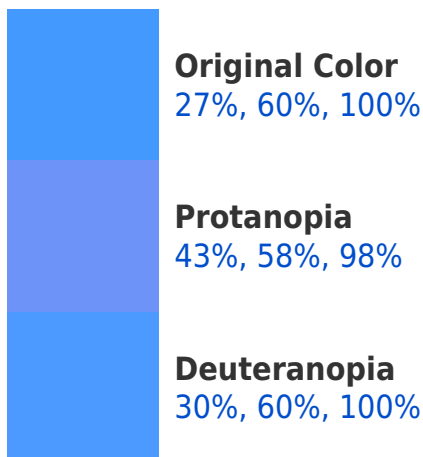 Original Color
27%, 60%, 100%
Protanopia
43%, 58%, 98%
Deuteranopia
30%, 60%, 100%